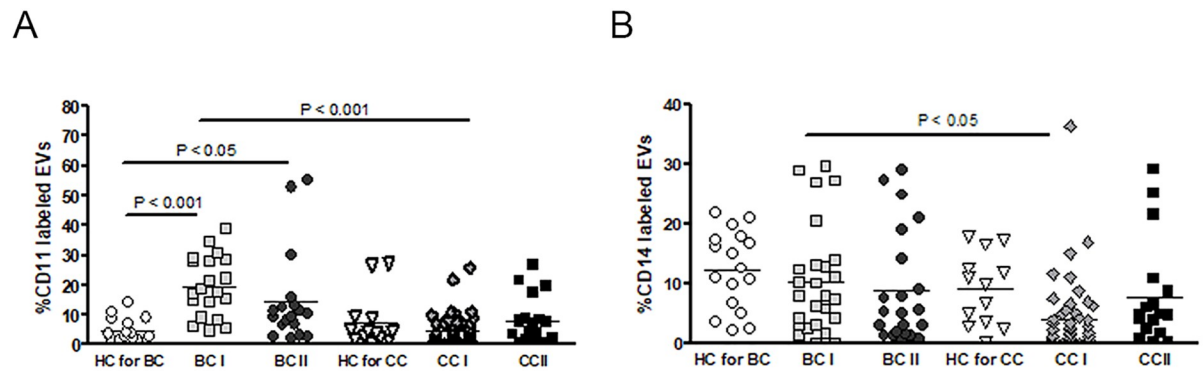 A
B
%CD11 labeled EVs
80
70
60
50
40
30
20
10
0
P < 0.001
P < 0.05
P < 0.001
HC for BC BC I BC II HC for CC CC I CCII
%CD14 labeled EVs
40
30
20
10
0
P < 0.05
HC for BC BC I BC II HC for CC CC I CCII